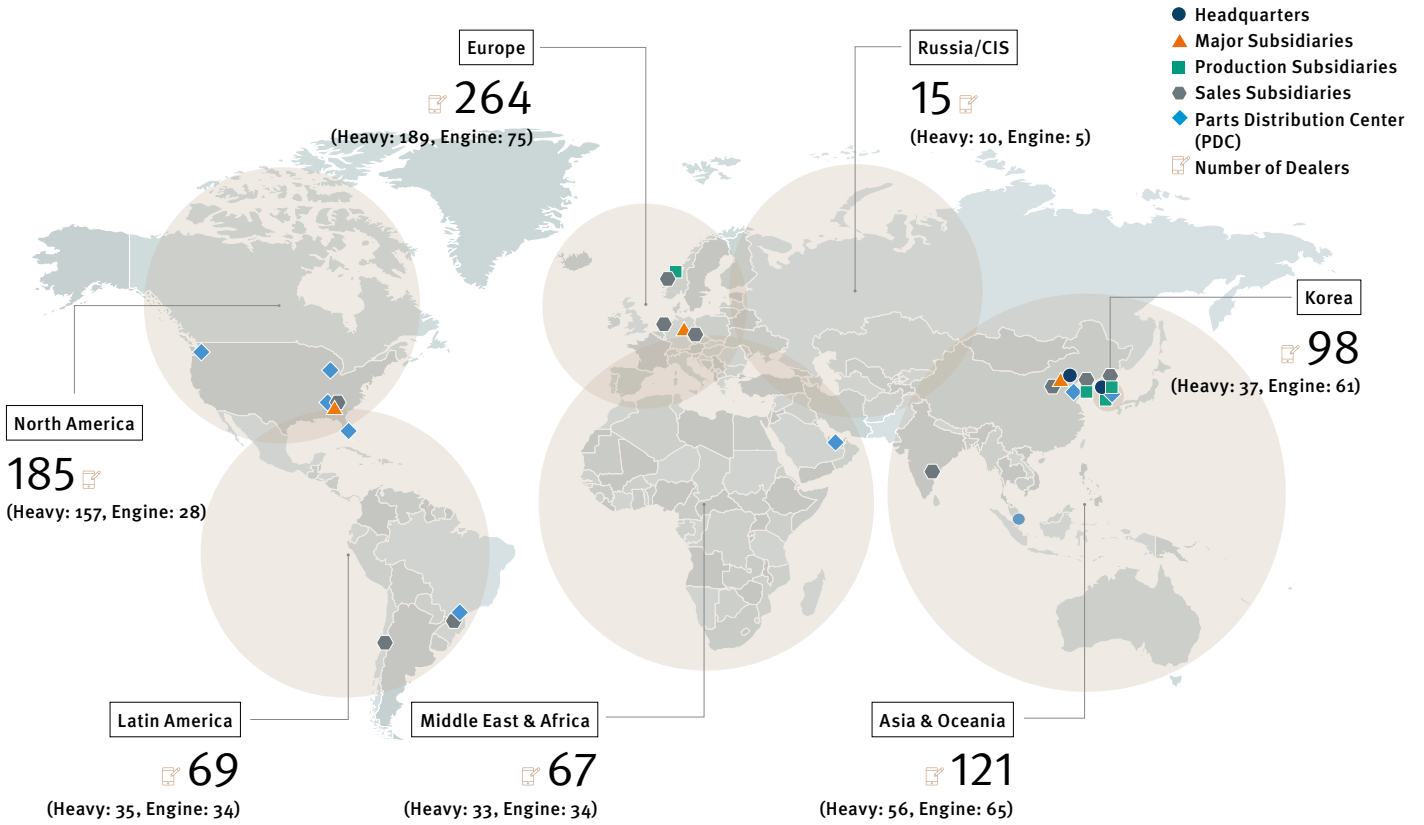 Headquarters
Major Subsidiaries
Production Subsidiaries
Sales Subsidiaries
Parts Distribution Center
(PDC)
Number of Dealers
Europe
264
(Heavy: 189, Engine: 75)
Russia/CIS
15
(Heavy: 10, Engine: 5)
Korea
98
(Heavy: 37, Engine: 61)
North America
185
(Heavy: 157, Engine: 28)
Latin America
69
(Heavy: 35, Engine: 34)
Middle East & Africa
67
(Heavy: 33, Engine: 34)
Asia & Oceania
121
(Heavy: 56, Engine: 65)